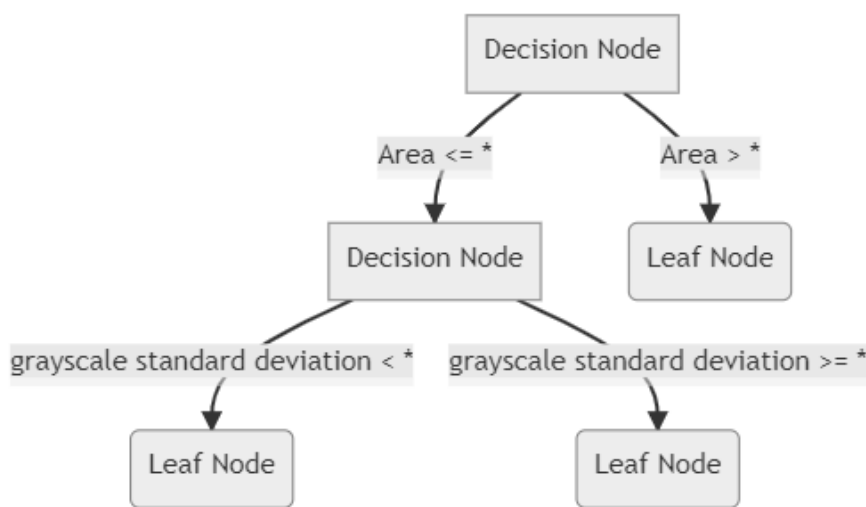 Decision Node
Area <= *
Area > *
Decision Node
Leaf Node
grayscale standard deviation < *
grayscale standard deviation >= *
Leaf Node
Leaf Node